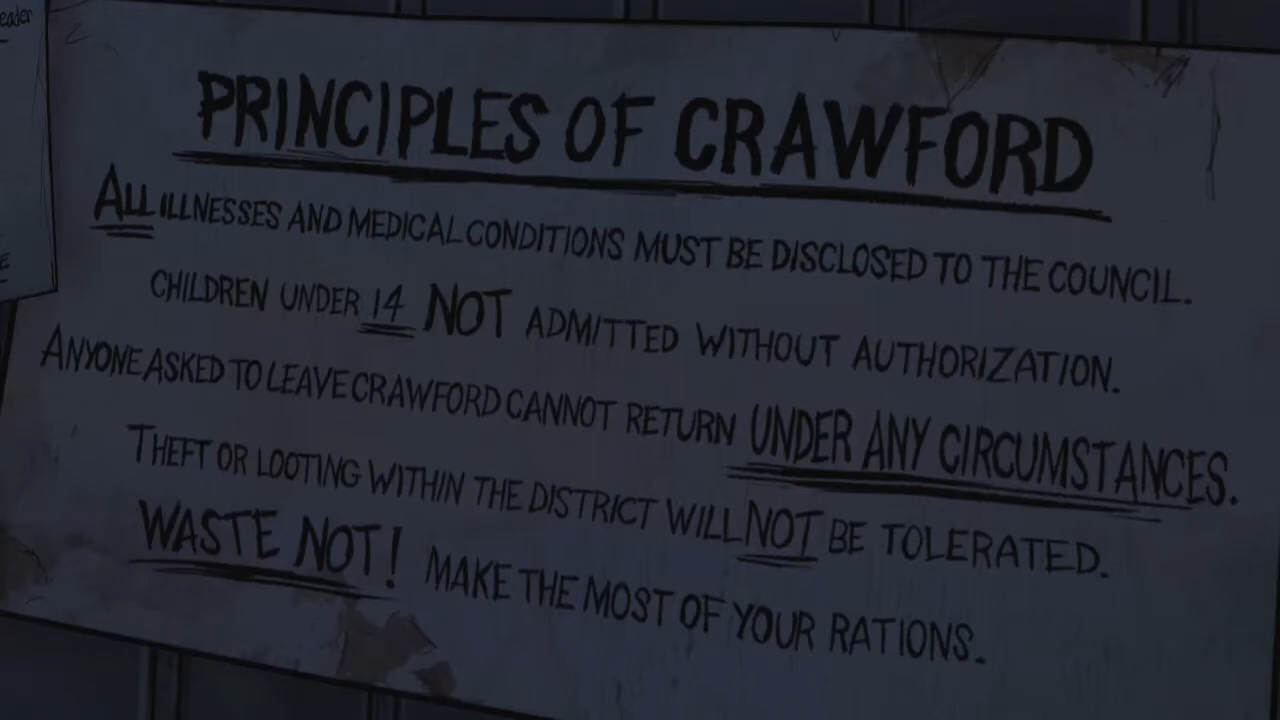 eader
E
PRINCIPLES OF CRAWFORD
ALL ILLNESSES AND MEDICAL CONDITIONS MUST BE DISCLOSED TO THE COUNCIL.
CHILDREN UNDER 14 NOT ADMITTED WITHOUT AUTHORIZATION.
ANYONE ASKED TO LEAVE CRAWFORD CANNOT RETURN UNDER ANY CIRCUMSTANCES.
THEFT OR LOOTING WITHIN THE DISTRICT WILL NOT BE TOLERATED.
WASTE NOT! MAKE THE MOST OF YOUR RATIONS.